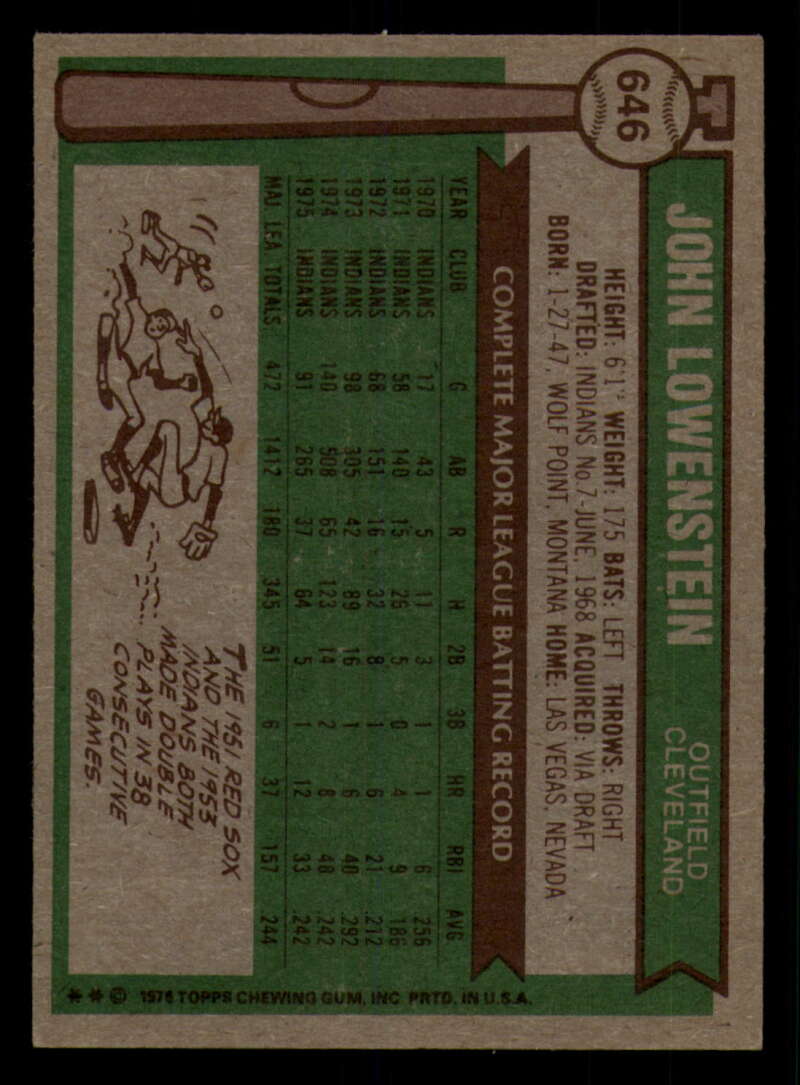 646
JOHN LOWENSTEIN
OUTFIELD
CLEVELAND
HEIGHT: 6'1" WEIGHT: 175 BATS: LEFT THROWS: RIGHT
DRAFTED: INDIANS No.7-JUNE, 1968 ACQUIRED: VIA DRAFT
BORN: 1-27-47, WOLF POINT, MONTANA HOME: LAS VEGAS, NEVADA
COMPLETE MAJOR LEAGUE BATTING RECORD
YEAR CLUB G AB R H 2B 3B HR RBI AVG
1970 INDIANS 17 43 5 11 3 1 1 6 .256
1971 INDIANS 58 140 15 26 5 0 4 9 .186
1972 INDIANS 68 151 16 32 8 1 6 21 .212
1973 INDIANS 98 305 42 89 16 1 6 40 .292
1974 INDIANS 140 508 65 123 14 2 8 48 .242
1975 INDIANS 91 265 37 64 5 1 12 33 .242
MAJ. LEA. TOTALS 472 1412 180 345 51 6 37 157 .244
THE 1951 RED SOX
AND THE 1953
INDIANS BOTH
MADE DOUBLE
PLAYS IN 38
CONSECUTIVE
GAMES.
** © 1976 TOPPS CHEWING GUM, INC. PRTD. IN U.S.A.